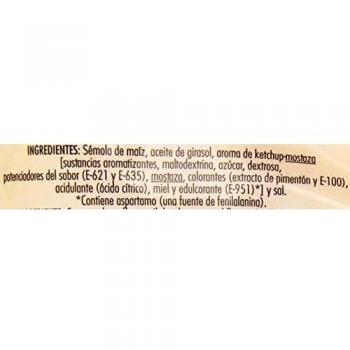 INGREDIENTES: Sémola de maíz, aceite de girasol, aroma de ketchup-mostaza
[sustancias aromatizantes, maltodextrina, azúcar, dextrosa,
potenciadores del sabor (E-621 y E-635), mostaza, colorantes (extracto de pimentón y E-100),
acidulante (ácido cítrico), miel y edulcorante (E-951)*] y sal.
*Contiene aspartamo (una fuente de fenilalanina).